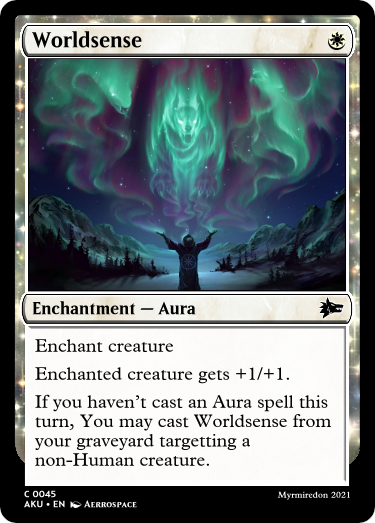 Worldsense
Enchantment — Aura
Enchant creature
Enchanted creature gets +1/+1.
If you haven't cast an Aura spell this
turn, You may cast Worldsense from
your graveyard targetting a
non-Human creature.
C 0045
AKU • EN Aerrospace
Myrmiredon 2021